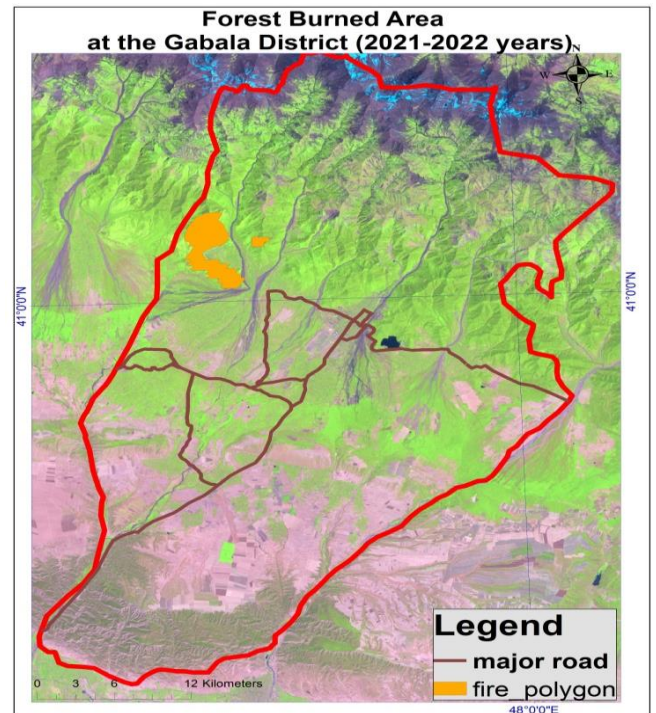 Forest Burned Area
at the Gabala District (2021-2022 years)
N
W E
S
41°0'0"N
41°0'0"N
Legend
major road
fire_polygon
0 3 6 12 Kilometers
48°0'0"E